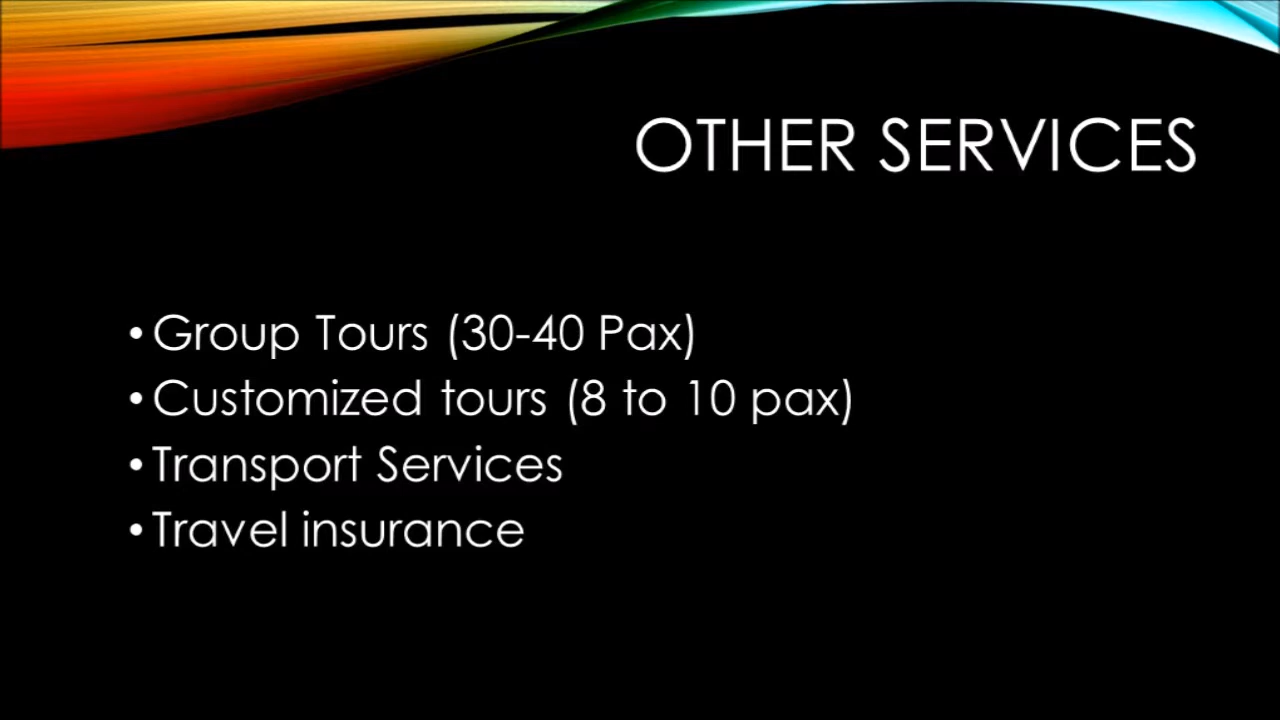 OTHER SERVICES
• Group Tours (30-40 Pax)
• Customized tours (8 to 10 pax)
• Transport Services
• Travel insurance